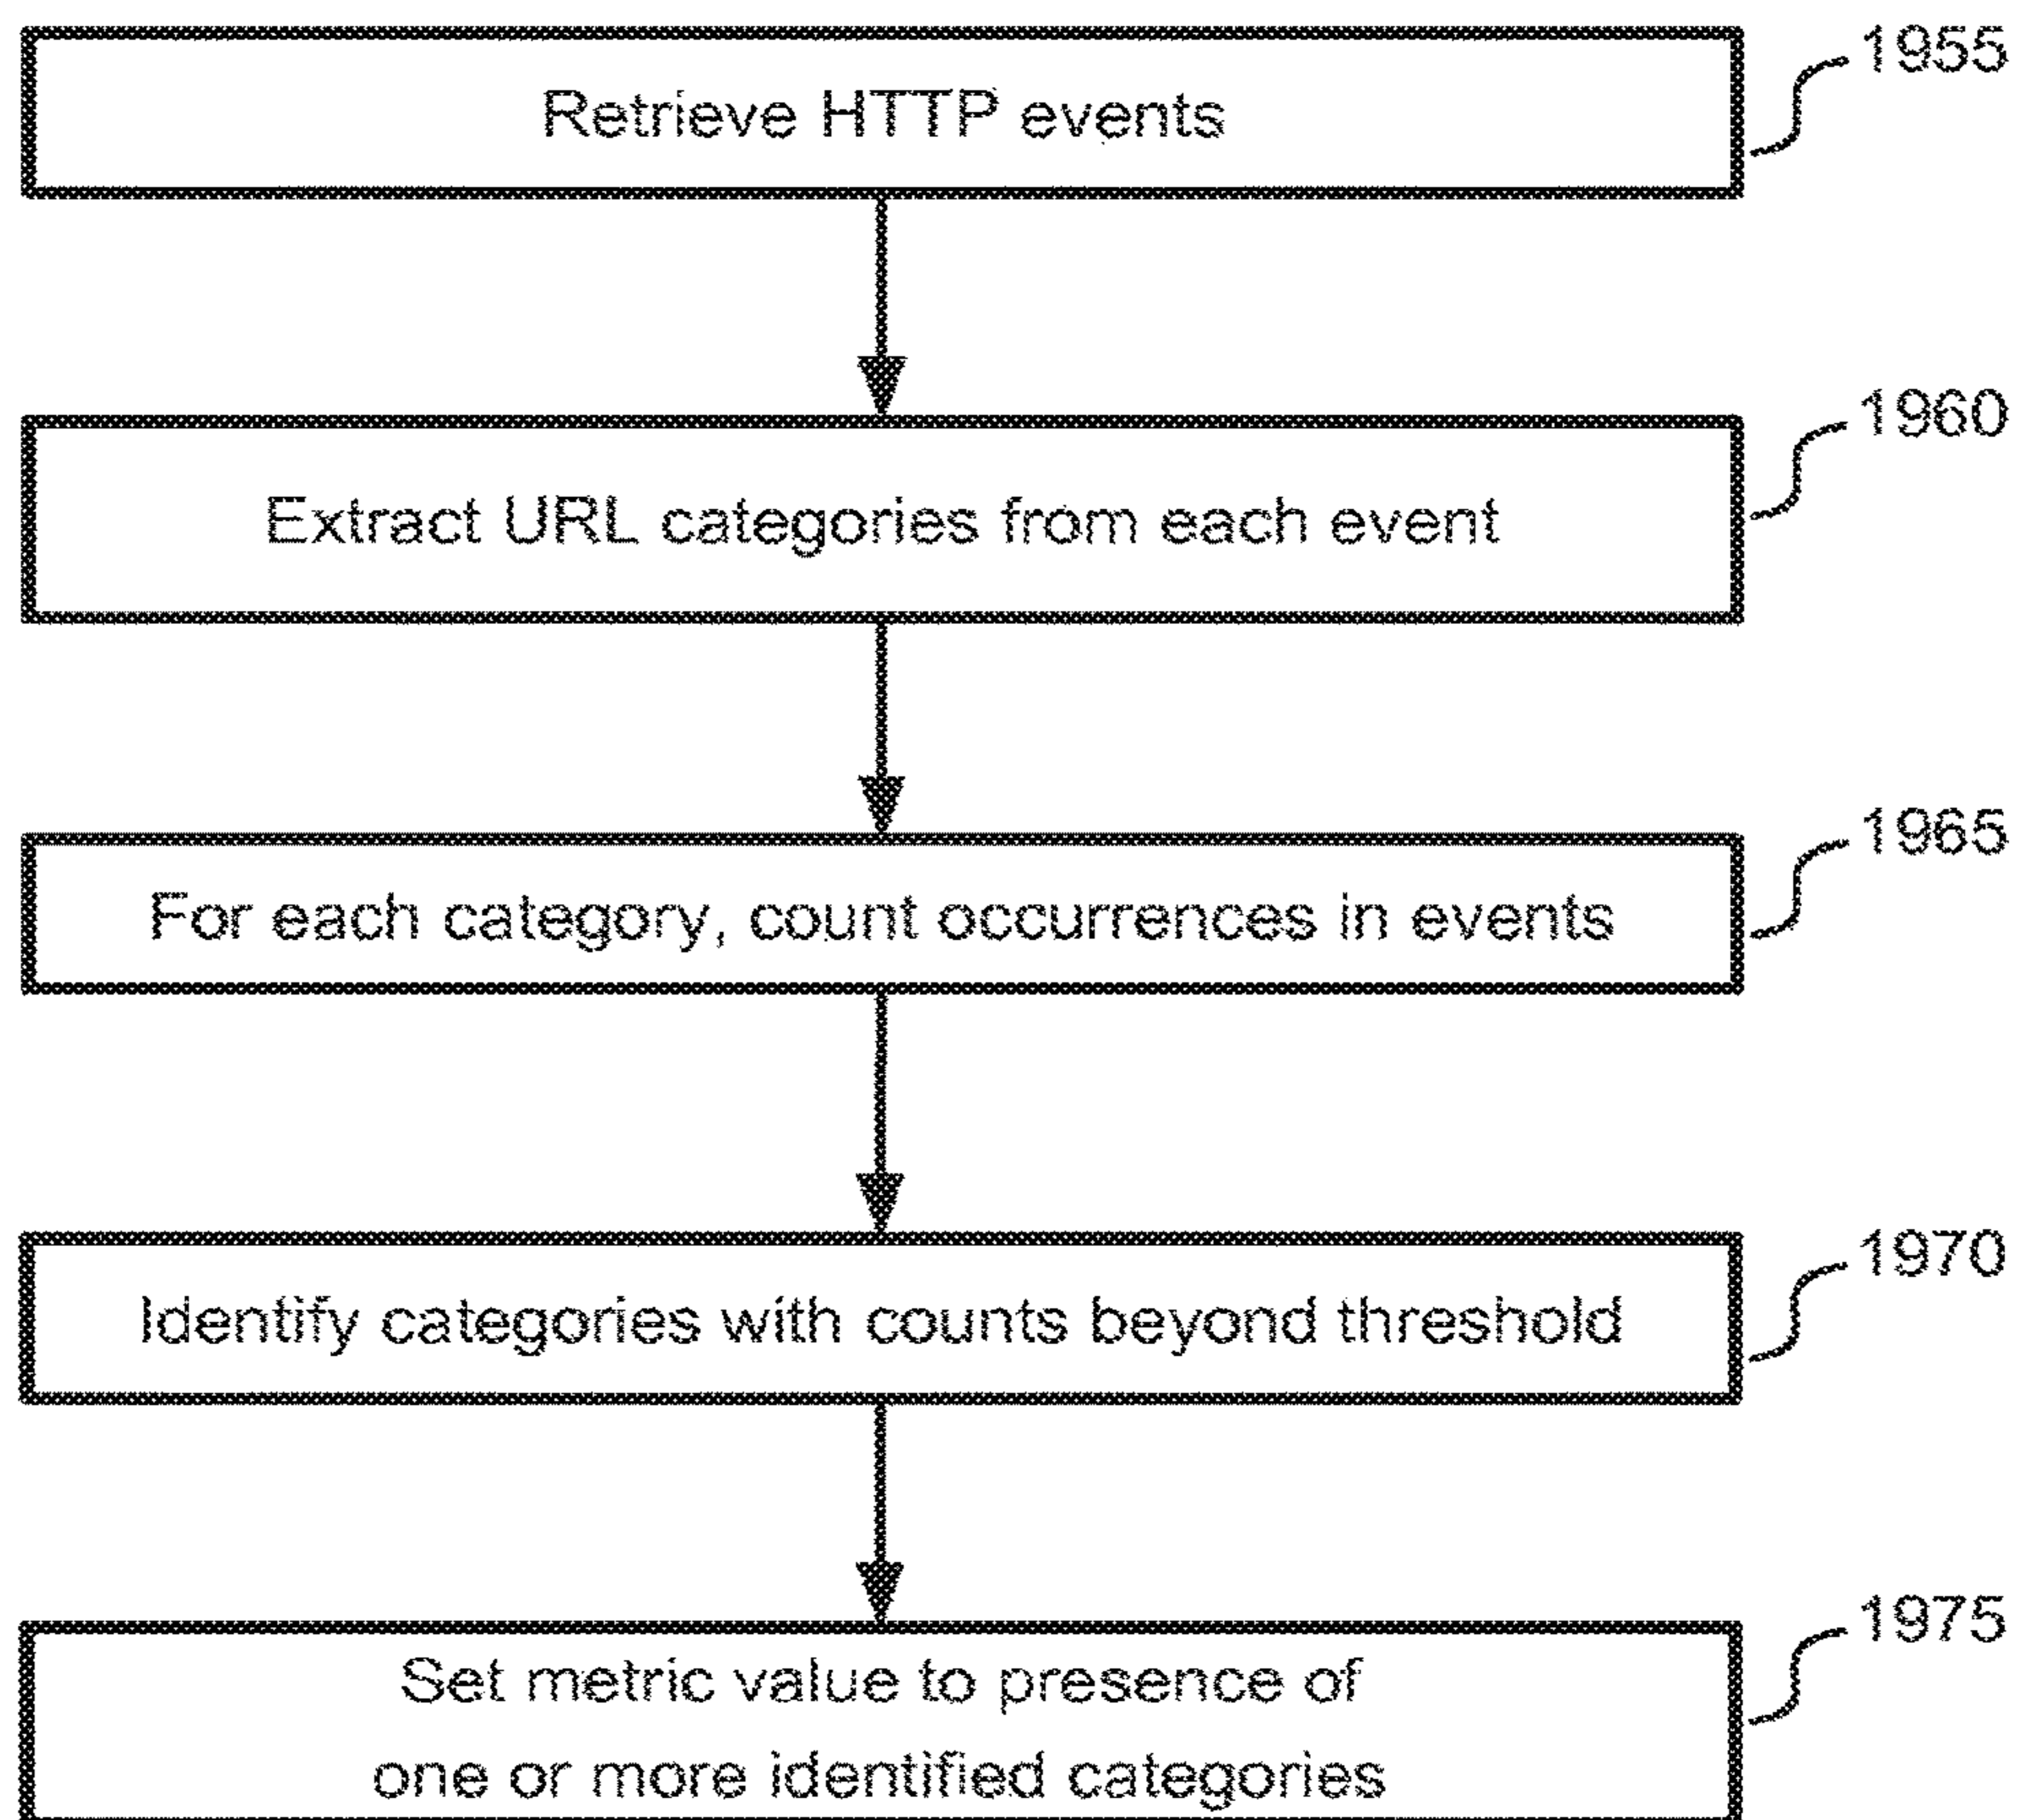 1955
Retrieve HTTP events
1960
Extract URL categories from each event
1965
For each category, count occurrences in events
1970
Identify categories with counts beyond threshold
1975
Set metric value to presence of
one or more identified categories